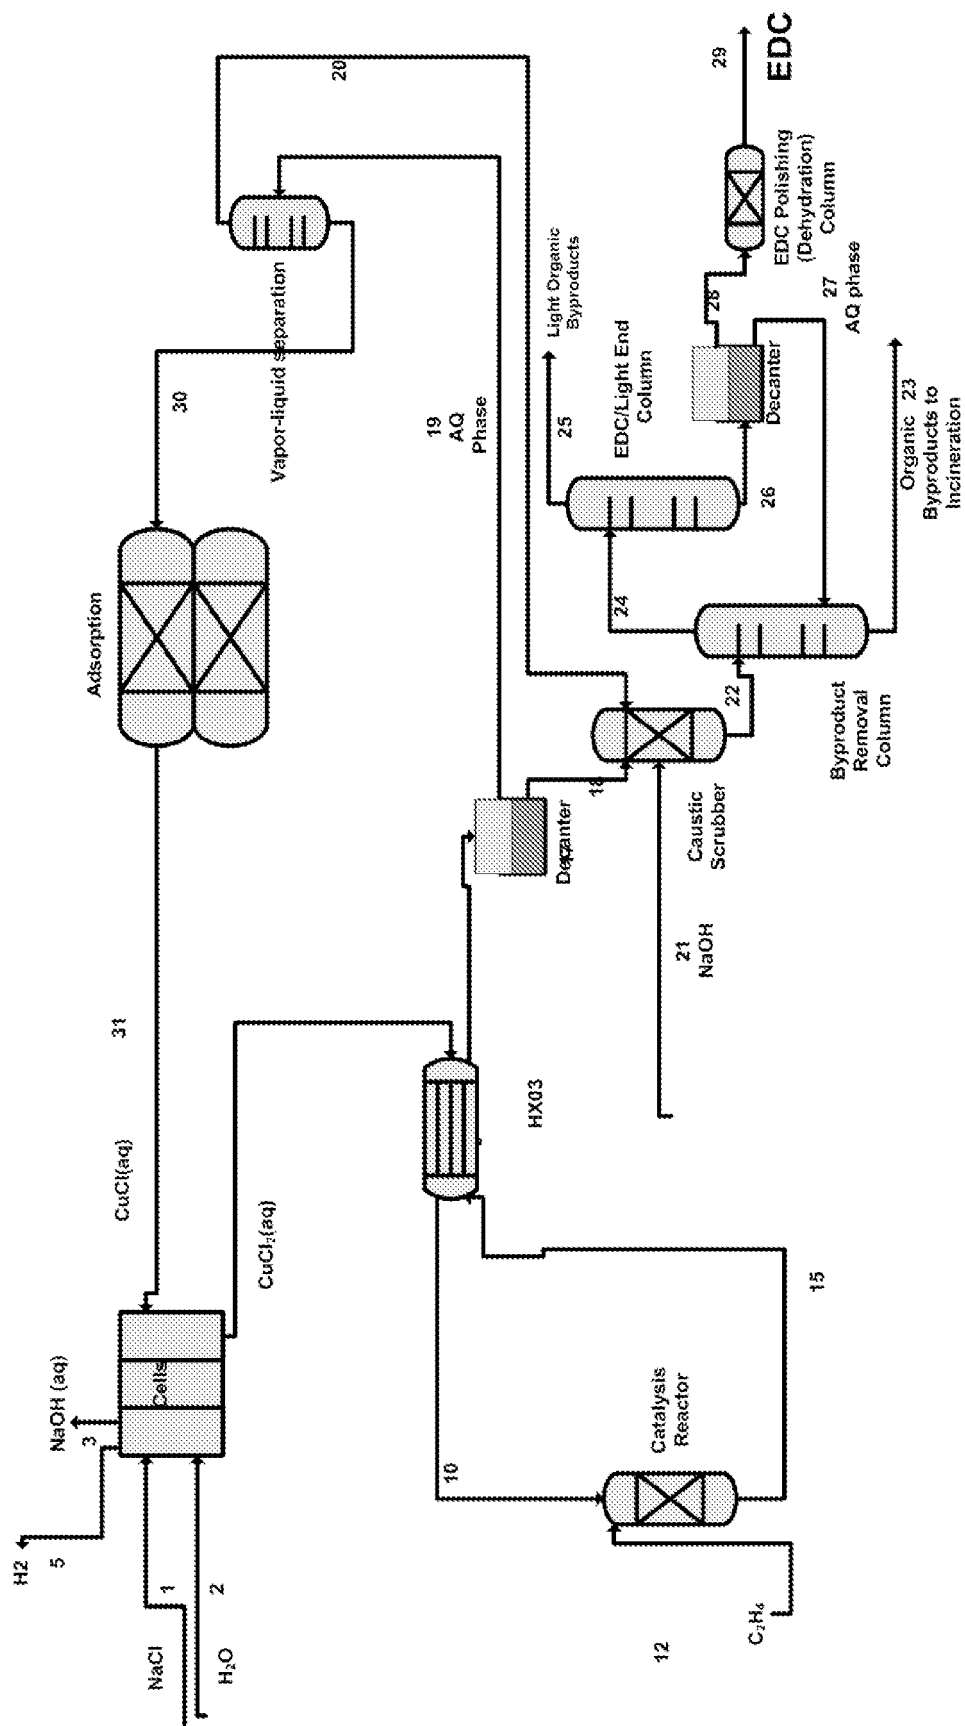 H2
5
NaOH (aq)
3
NaCl
1
H₂O
2
Cells
CuCl(aq)
31
CuCl₂(aq)
Adsorption
30
Vapor-liquid separation
20
19
AQ
Phase
HX03
10
15
12
C₂H₄
Catalysis
Reactor
Decanter
18
21
NaOH
Caustic
Scrubber
22
Byproduct
Removal
Column
24
25
Light Organic
Byproducts
EDC/Light End
Column
26
Decanter
28
27
AQ phase
Organic 23
Byproducts to
Incineration
EDC Polishing
(Dehydration)
Column
29
EDC